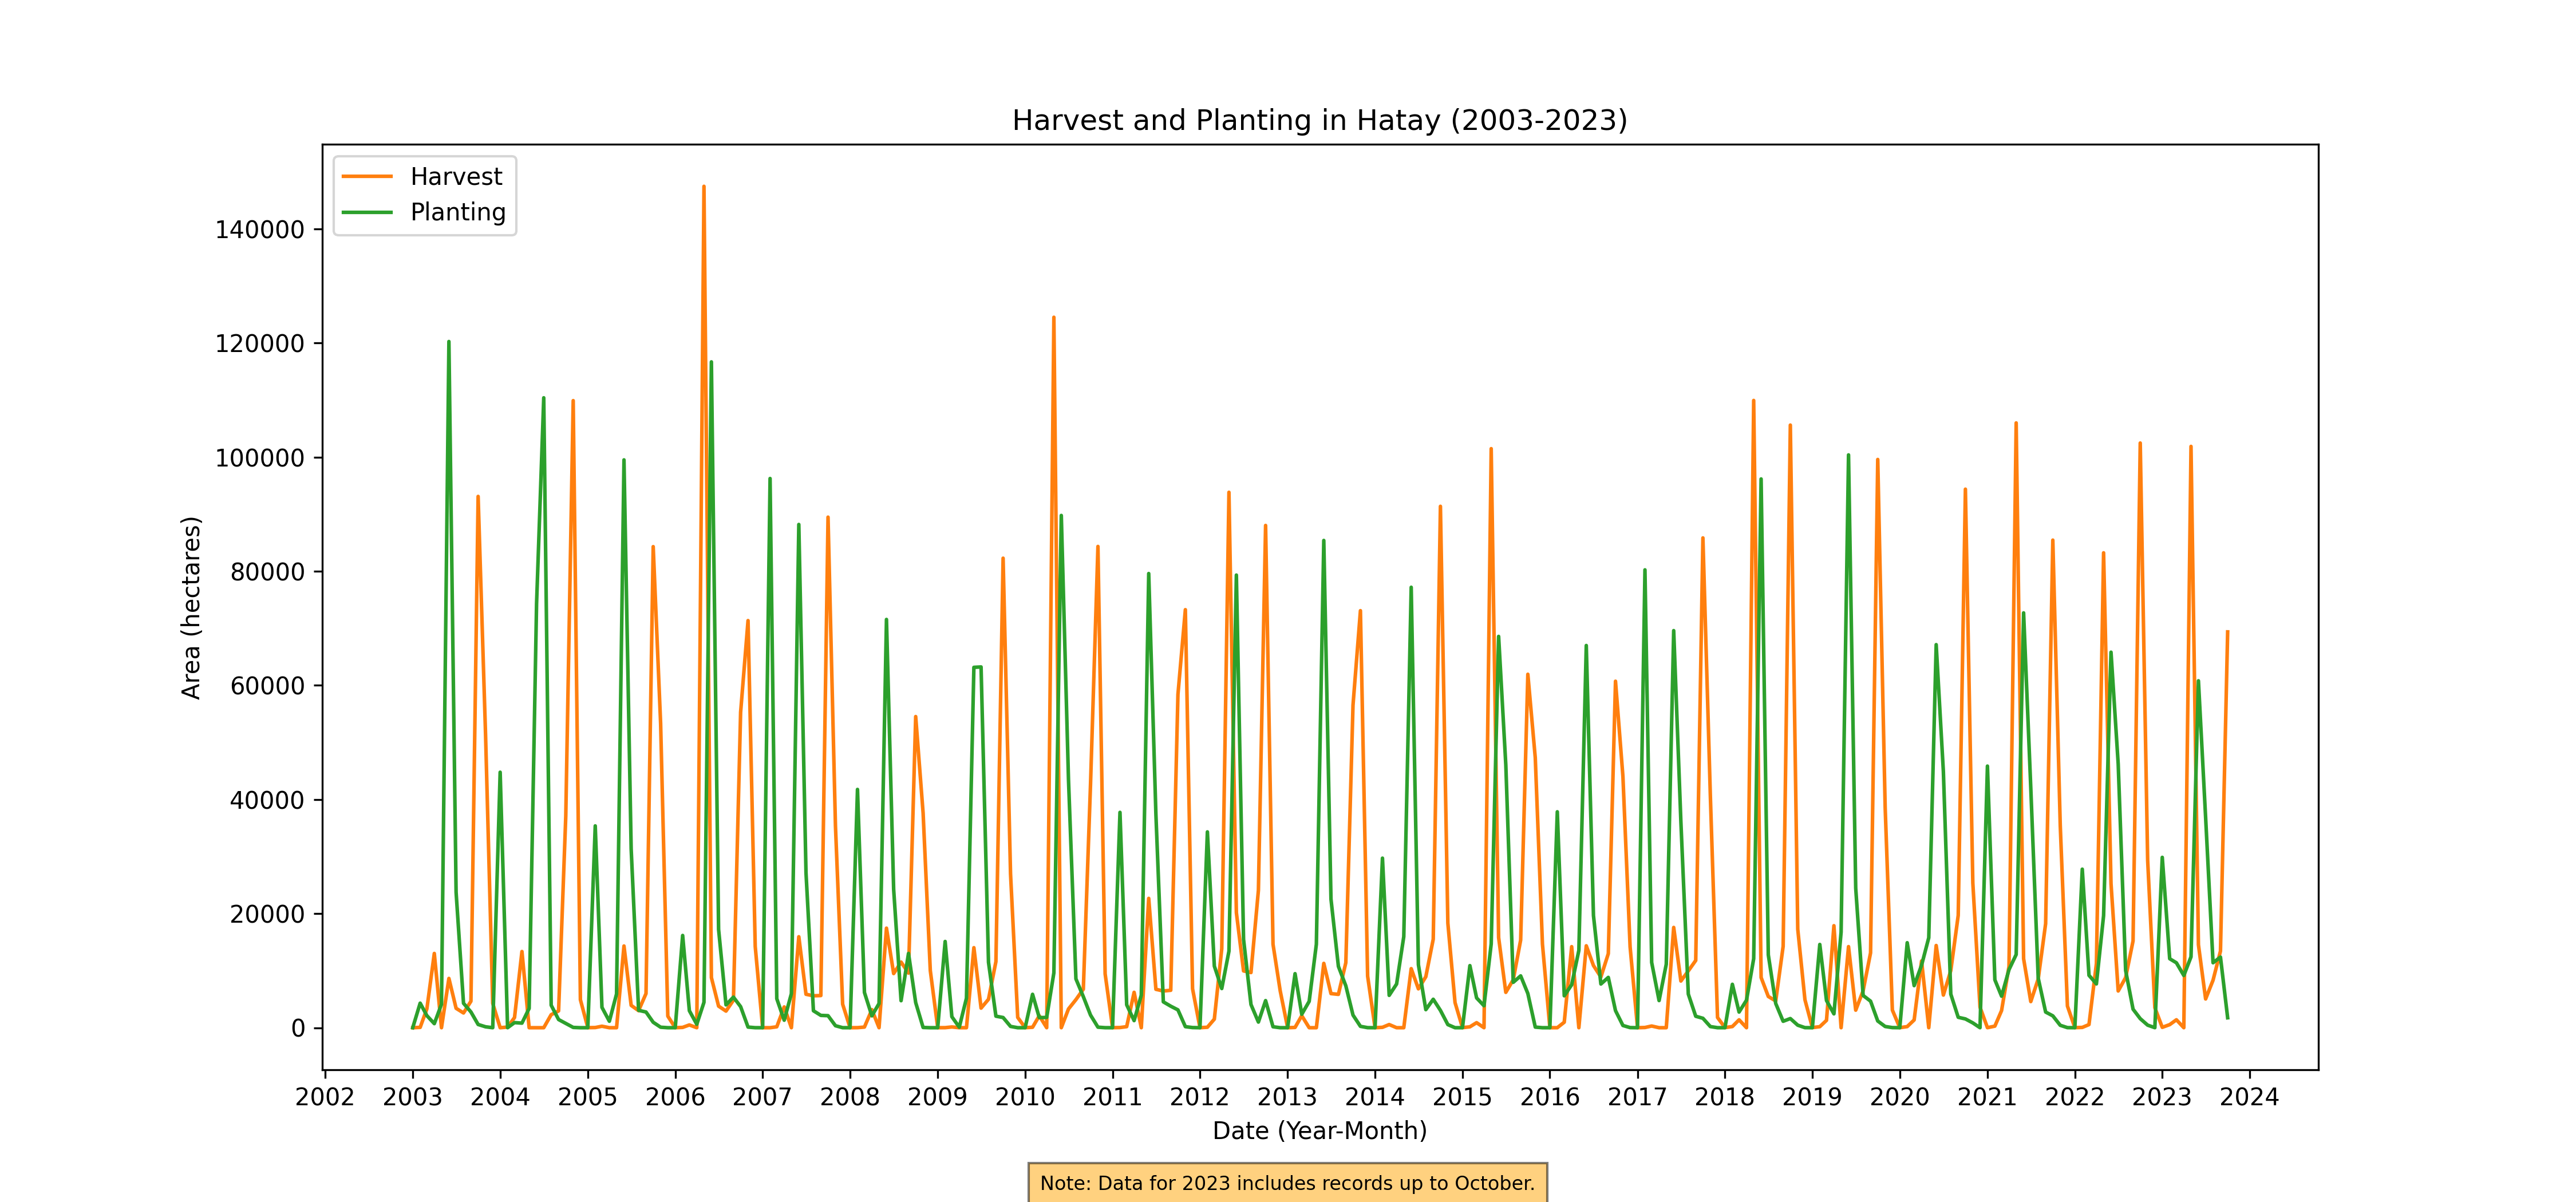 Harvest and Planting in Hatay (2003-2023)
Harvest
Planting
140000
120000
100000
80000
60000
40000
20000
0
Area (hectares)
2002 2003 2004 2005 2006 2007 2008 2009 2010 2011 2012 2013 2014 2015 2016 2017 2018 2019 2020 2021 2022 2023 2024
Date (Year-Month)
Note: Data for 2023 includes records up to October.